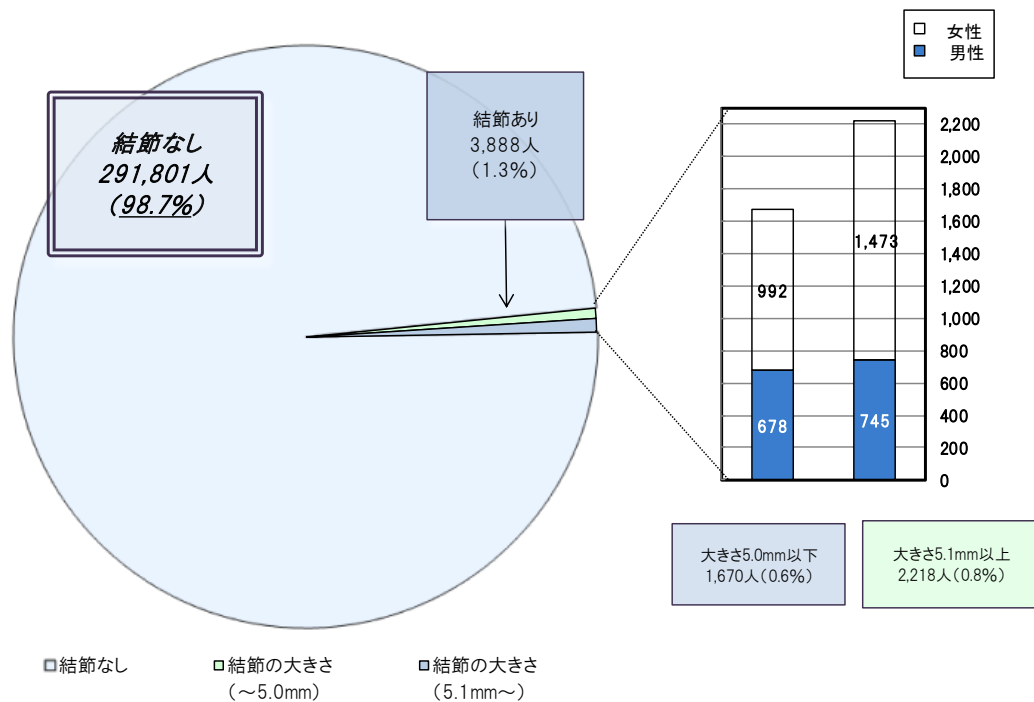 女性
男性
結節なし
291,801人
(98.7%)
結節あり
3,888人
(1.3%)
2,200
2,000
1,800
1,600
1,400
1,200
1,000
800
600
400
200
0
992
1,473
678
745
大きさ5.0mm以下
1,670人(0.6%)
大きさ5.1mm以上
2,218人(0.8%)
結節なし
結節の大きさ
(～5.0mm)
結節の大きさ
(5.1mm～)